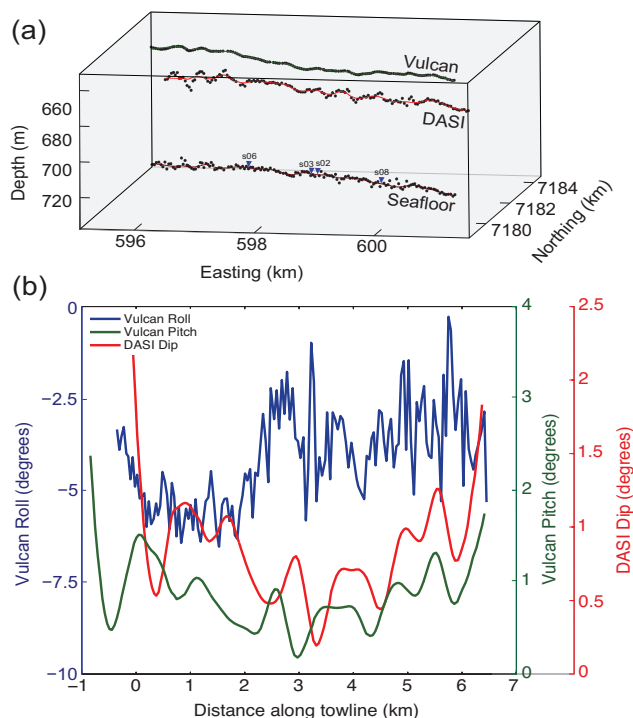 (a)
Vulcan
DASI
Seafloor
s06
s03
s02
s08
Depth (m)
660
680
700
720
596
598
600
Easting (km)
7180
7182
7184
Northing (km)
(b)
Vulcan Roll
Vulcan Pitch
DASI Dip
Vulcan Roll (degrees)
0
−2.5
−5
−7.5
−10
−1
0
1
2
3
4
5
6
7
Distance along towline (km)
4
3
2
1
0
Vulcan Pitch (degrees)
2.5
2
1.5
1
0.5
0
DASI Dip (degrees)